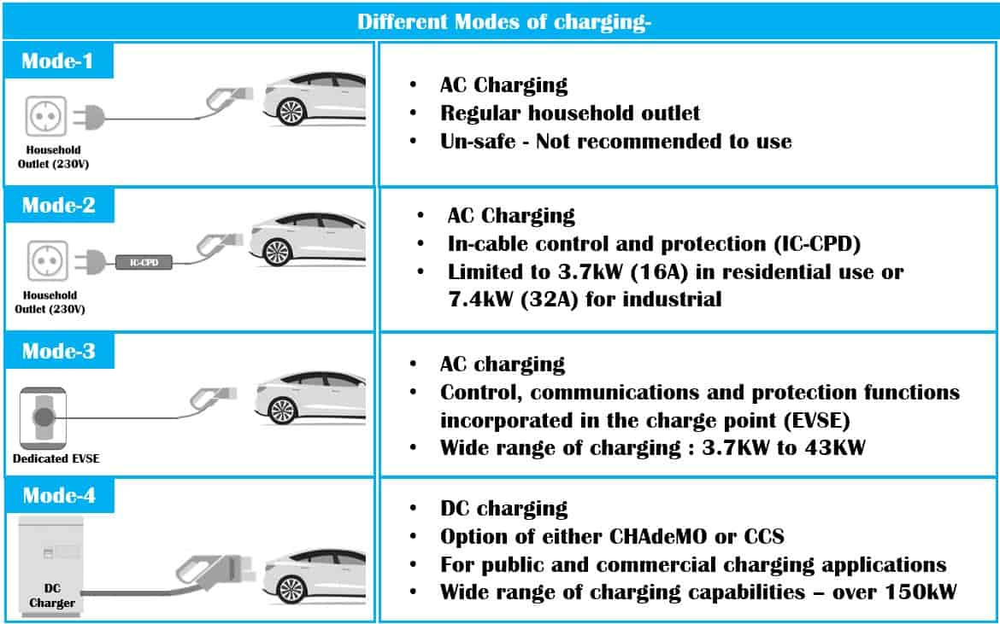 Different Modes of charging-
Mode-1
Household
Outlet (230V)
• AC Charging
• Regular household outlet
• Un-safe - Not recommended to use
Mode-2
IC-CPD
Household
Outlet (230V)
• AC Charging
• In-cable control and protection (IC-CPD)
• Limited to 3.7kW (16A) in residential use or
7.4kW (32A) for industrial
Mode-3
Dedicated EVSE
• AC charging
• Control, communications and protection functions
incorporated in the charge point (EVSE)
• Wide range of charging : 3.7KW to 43KW
Mode-4
DC
Charger
• DC charging
• Option of either CHAdeMO or CCS
• For public and commercial charging applications
• Wide range of charging capabilities – over 150kW